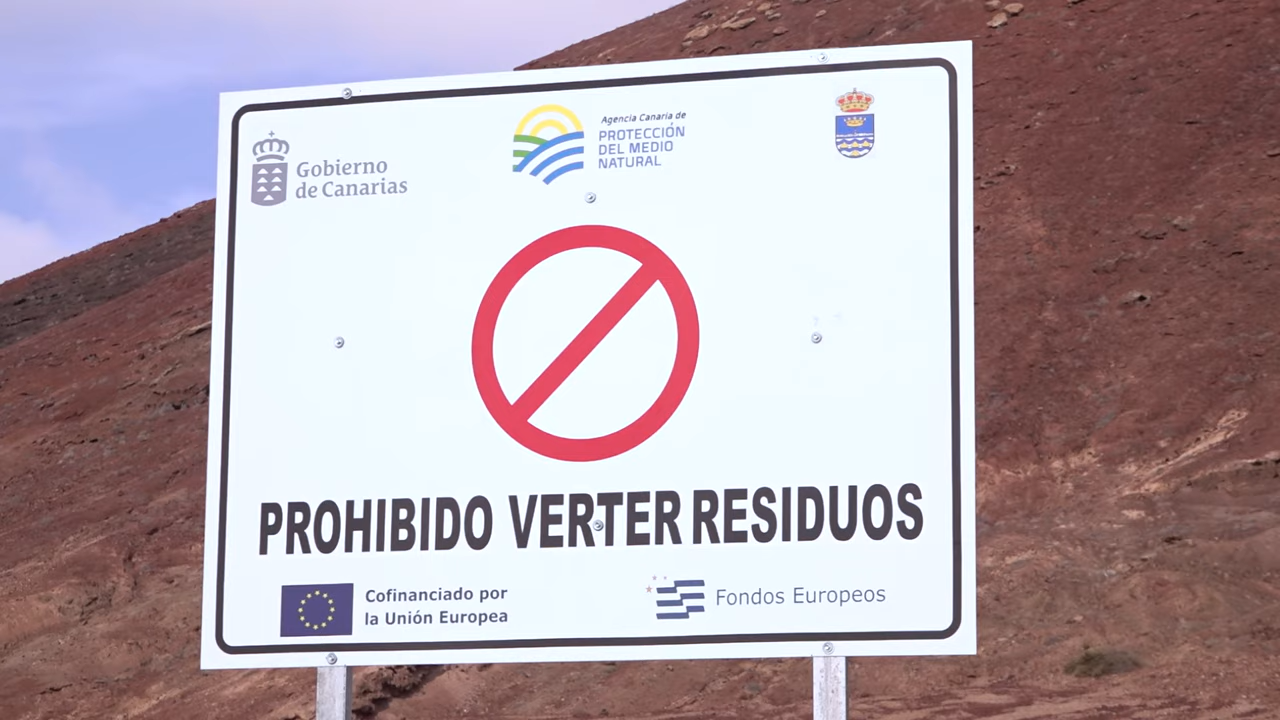 Gobierno
de Canarias
Agencia Canaria de
PROTECCIÓN
DEL MEDIO
NATURAL
PROHIBIDO VERTER RESIDUOS
Cofinanciado por
la Unión Europea
Fondos Europeos